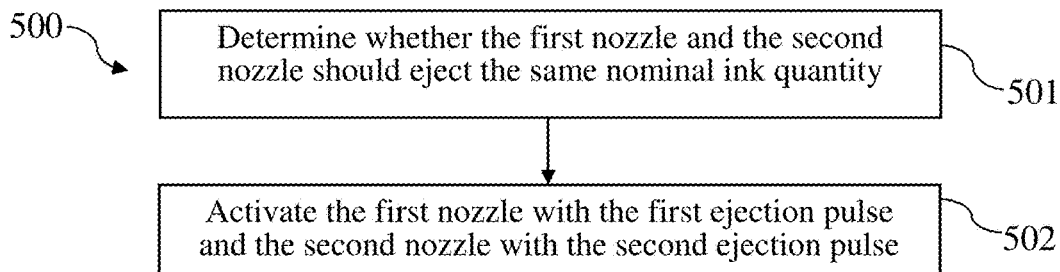 500
Determine whether the first nozzle and the second
nozzle should eject the same nominal ink quantity
501
Activate the first nozzle with the first ejection pulse
and the second nozzle with the second ejection pulse
502